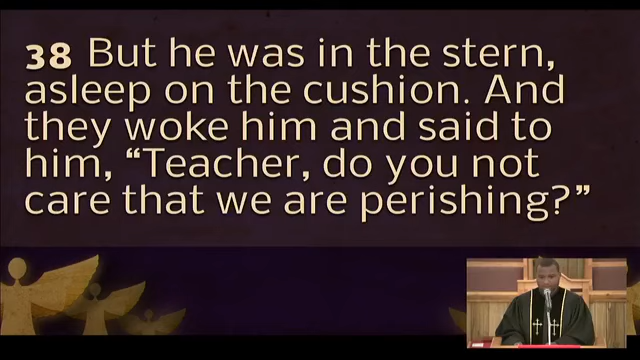 38 But he was in the stern,
asleep on the cushion. And
they woke him and said to
him, “Teacher, do you not
care that we are perishing?”